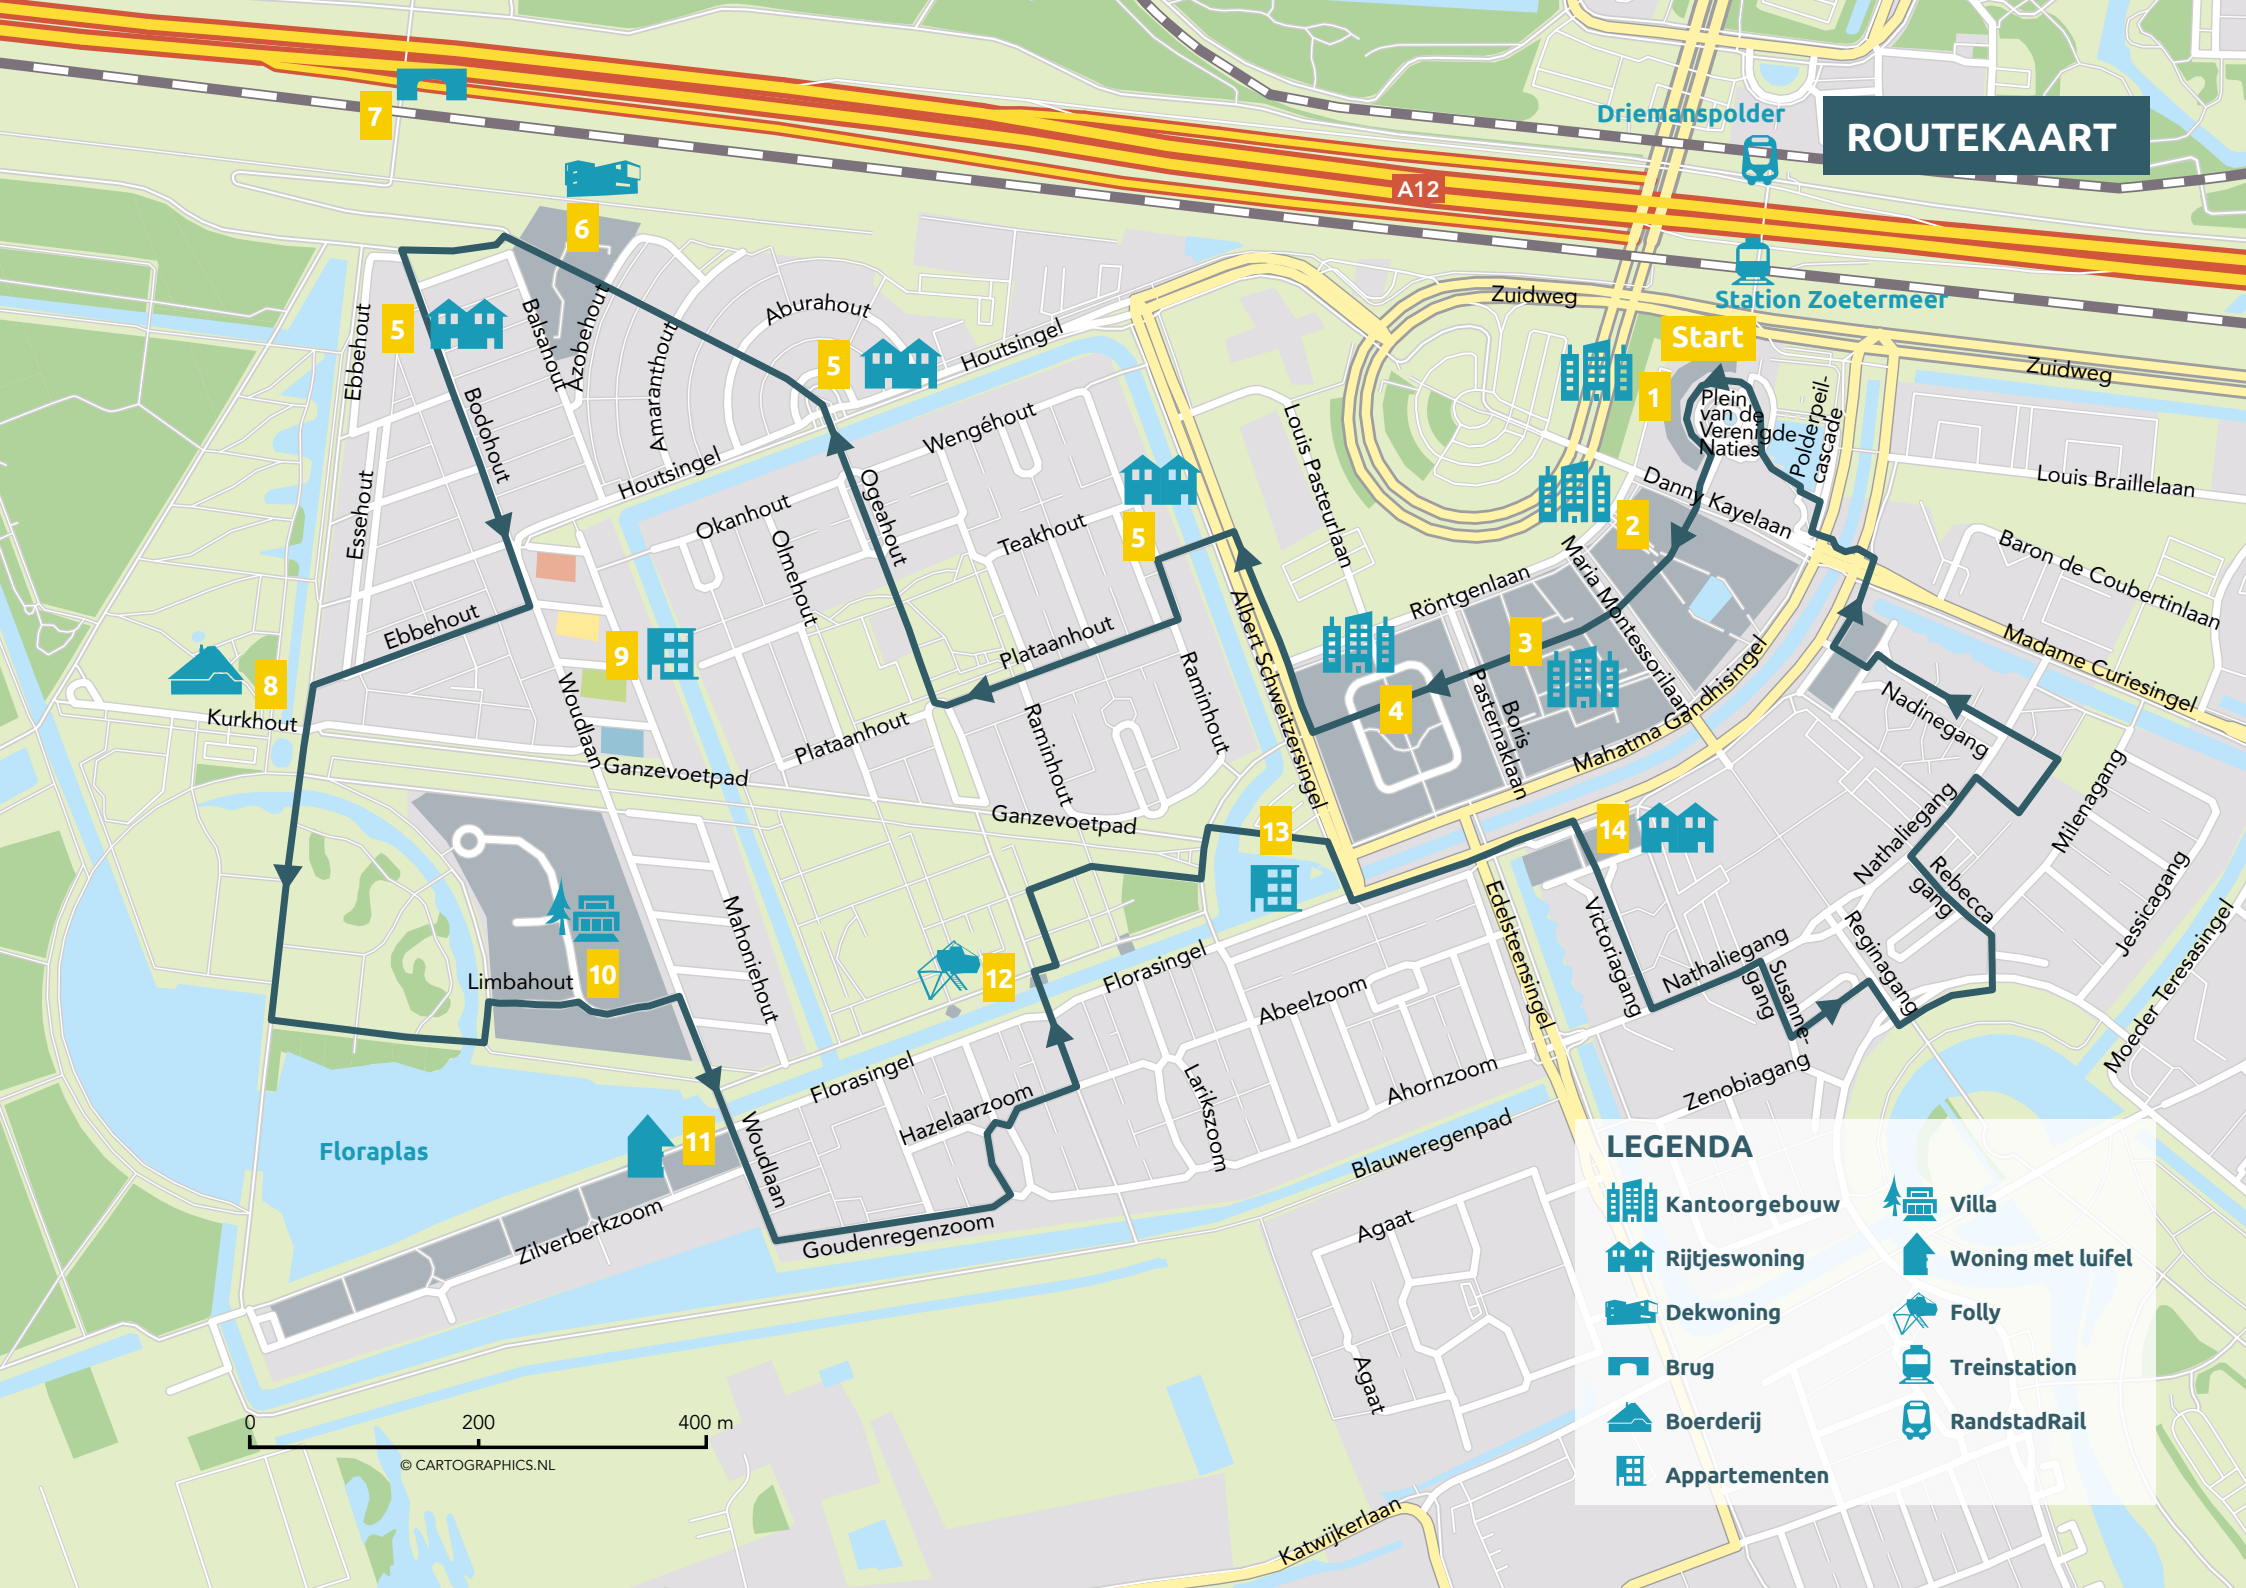 ROUTEKAART
Driemanspolder
A12
Station Zoetermeer
Start
Zuidweg
Zuidweg
7
6
5
5
5
1
2
3
4
8
9
10
11
12
13
14
Plein
van de
Verenigde
Naties
Polderpeil-
cascade
Danny Kayelaan
Louis Braillelaan
Baron de Coubertinlaan
Madame Curiesingel
Louis Pasteurlaan
Röntgenlaan
Maria Montessorilaan
Boris
Pasternaklaan
Mahatma Gandhisingel
Albert Schweitzersingel
Ebbehout
Balsahout
Azobehout
Amaranthout
Aburahout
Houtsingel
Houtsingel
Bodohout
Essehout
Ebbehout
Wengéhout
Ogeahout
Okanhout
Olmehout
Teakhout
Plataanhout
Plataanhout
Raminhout
Raminhout
Kurkhout
Woudlaan
Ganzevoetpad
Ganzevoetpad
Limbahout
Mahoniehout
Florasingel
Florasingel
Floraplas
Woudlaan
Zilverberkzoom
Goudenregenzoom
Hazelaarzoom
Larikszoom
Abeelzoom
Ahornzoom
Blauweregenpad
Edelsteensingel
Victoriagang
Nathaliegang
Nathaliegang
Nadinegang
Milenagang
Rebecca
gang
Reginagang
Susanne-
gang
Zenobiagang
Jessicagang
Moeder Teresasingel
Agaat
Agaat
Katwijkerlaan
LEGENDA
Kantoorgebouw
Rijtjeswoning
Dekwoning
Brug
Boerderij
Appartementen
Villa
Woning met luifel
Folly
Treinstation
RandstadRail
0 200 400 m
© CARTOGRAPHICS.NL